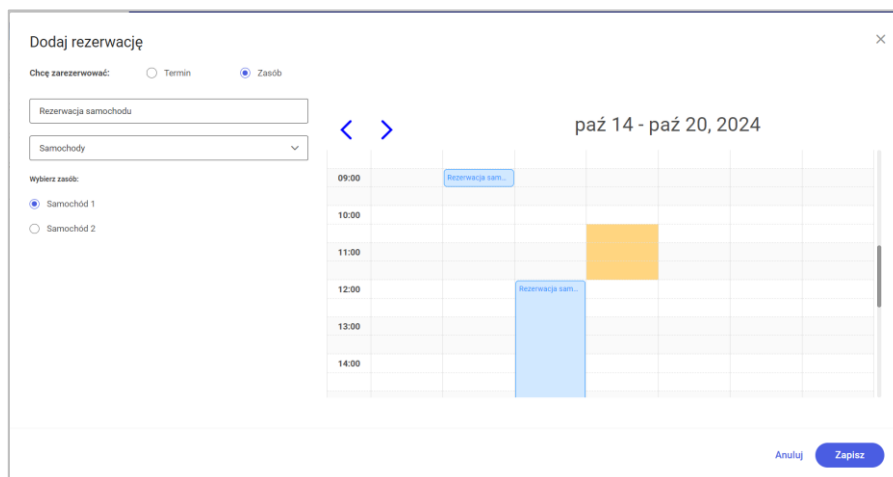 Dodaj rezerwację
Chcę zarezerwować: Termin Zasób
Rezerwacja samochodu
Samochody
Wybierz zasób:
Samochód 1
Samochód 2
paź 14 - paź 20, 2024
09:00 Rezerwacja sam...
10:00
11:00
12:00 Rezerwacja sam...
13:00
14:00
Anuluj Zapisz